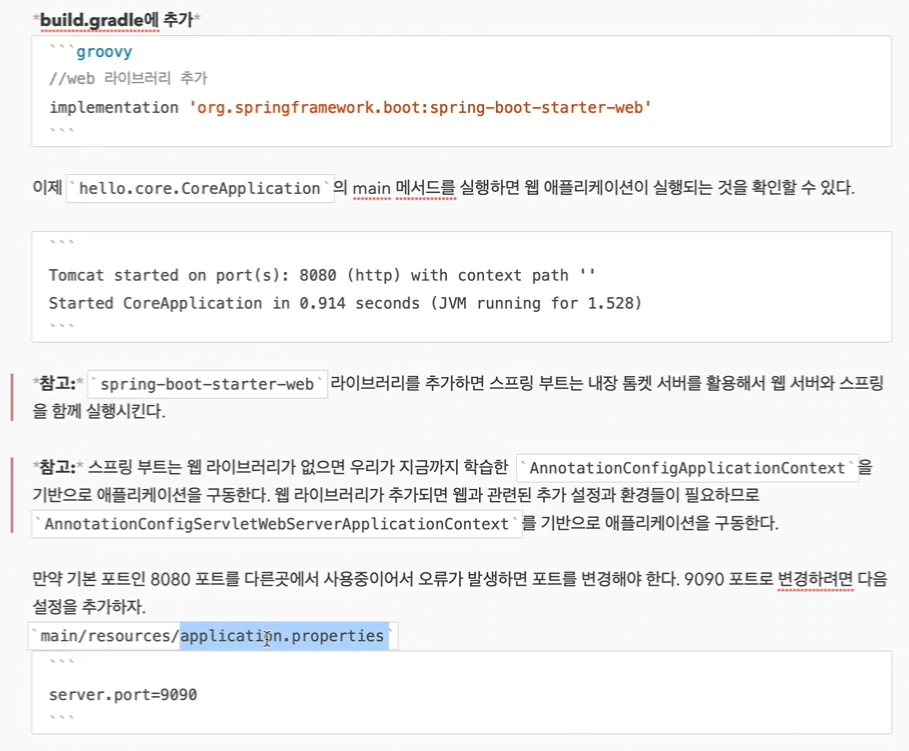 *build.gradle에 추가*
```groovy
//web 라이브러리 추가
implementation 'org.springframework.boot:spring-boot-starter-web'
```
이제 `hello.core.CoreApplication`의 main 메서드를 실행하면 웹 애플리케이션이 실행되는 것을 확인할 수 있다.
```
Tomcat started on port(s): 8080 (http) with context path ''
Started CoreApplication in 0.914 seconds (JVM running for 1.528)
```
*참고:* `spring-boot-starter-web` 라이브러리를 추가하면 스프링 부트는 내장 톰켓 서버를 활용해서 웹 서버와 스프링
을 함께 실행시킨다.
*참고:* 스프링 부트는 웹 라이브러리가 없으면 우리가 지금까지 학습한 `AnnotationConfigApplicationContext`을
기반으로 애플리케이션을 구동한다. 웹 라이브러리가 추가되면 웹과 관련된 추가 설정과 환경들이 필요하므로
`AnnotationConfigServletWebServerApplicationContext`를 기반으로 애플리케이션을 구동한다.
만약 기본 포트인 8080 포트를 다른곳에서 사용중이어서 오류가 발생하면 포트를 변경해야 한다. 9090 포트로 변경하려면 다음
설정을 추가하자.
`main/resources/application.properties`
```
server.port=9090
```